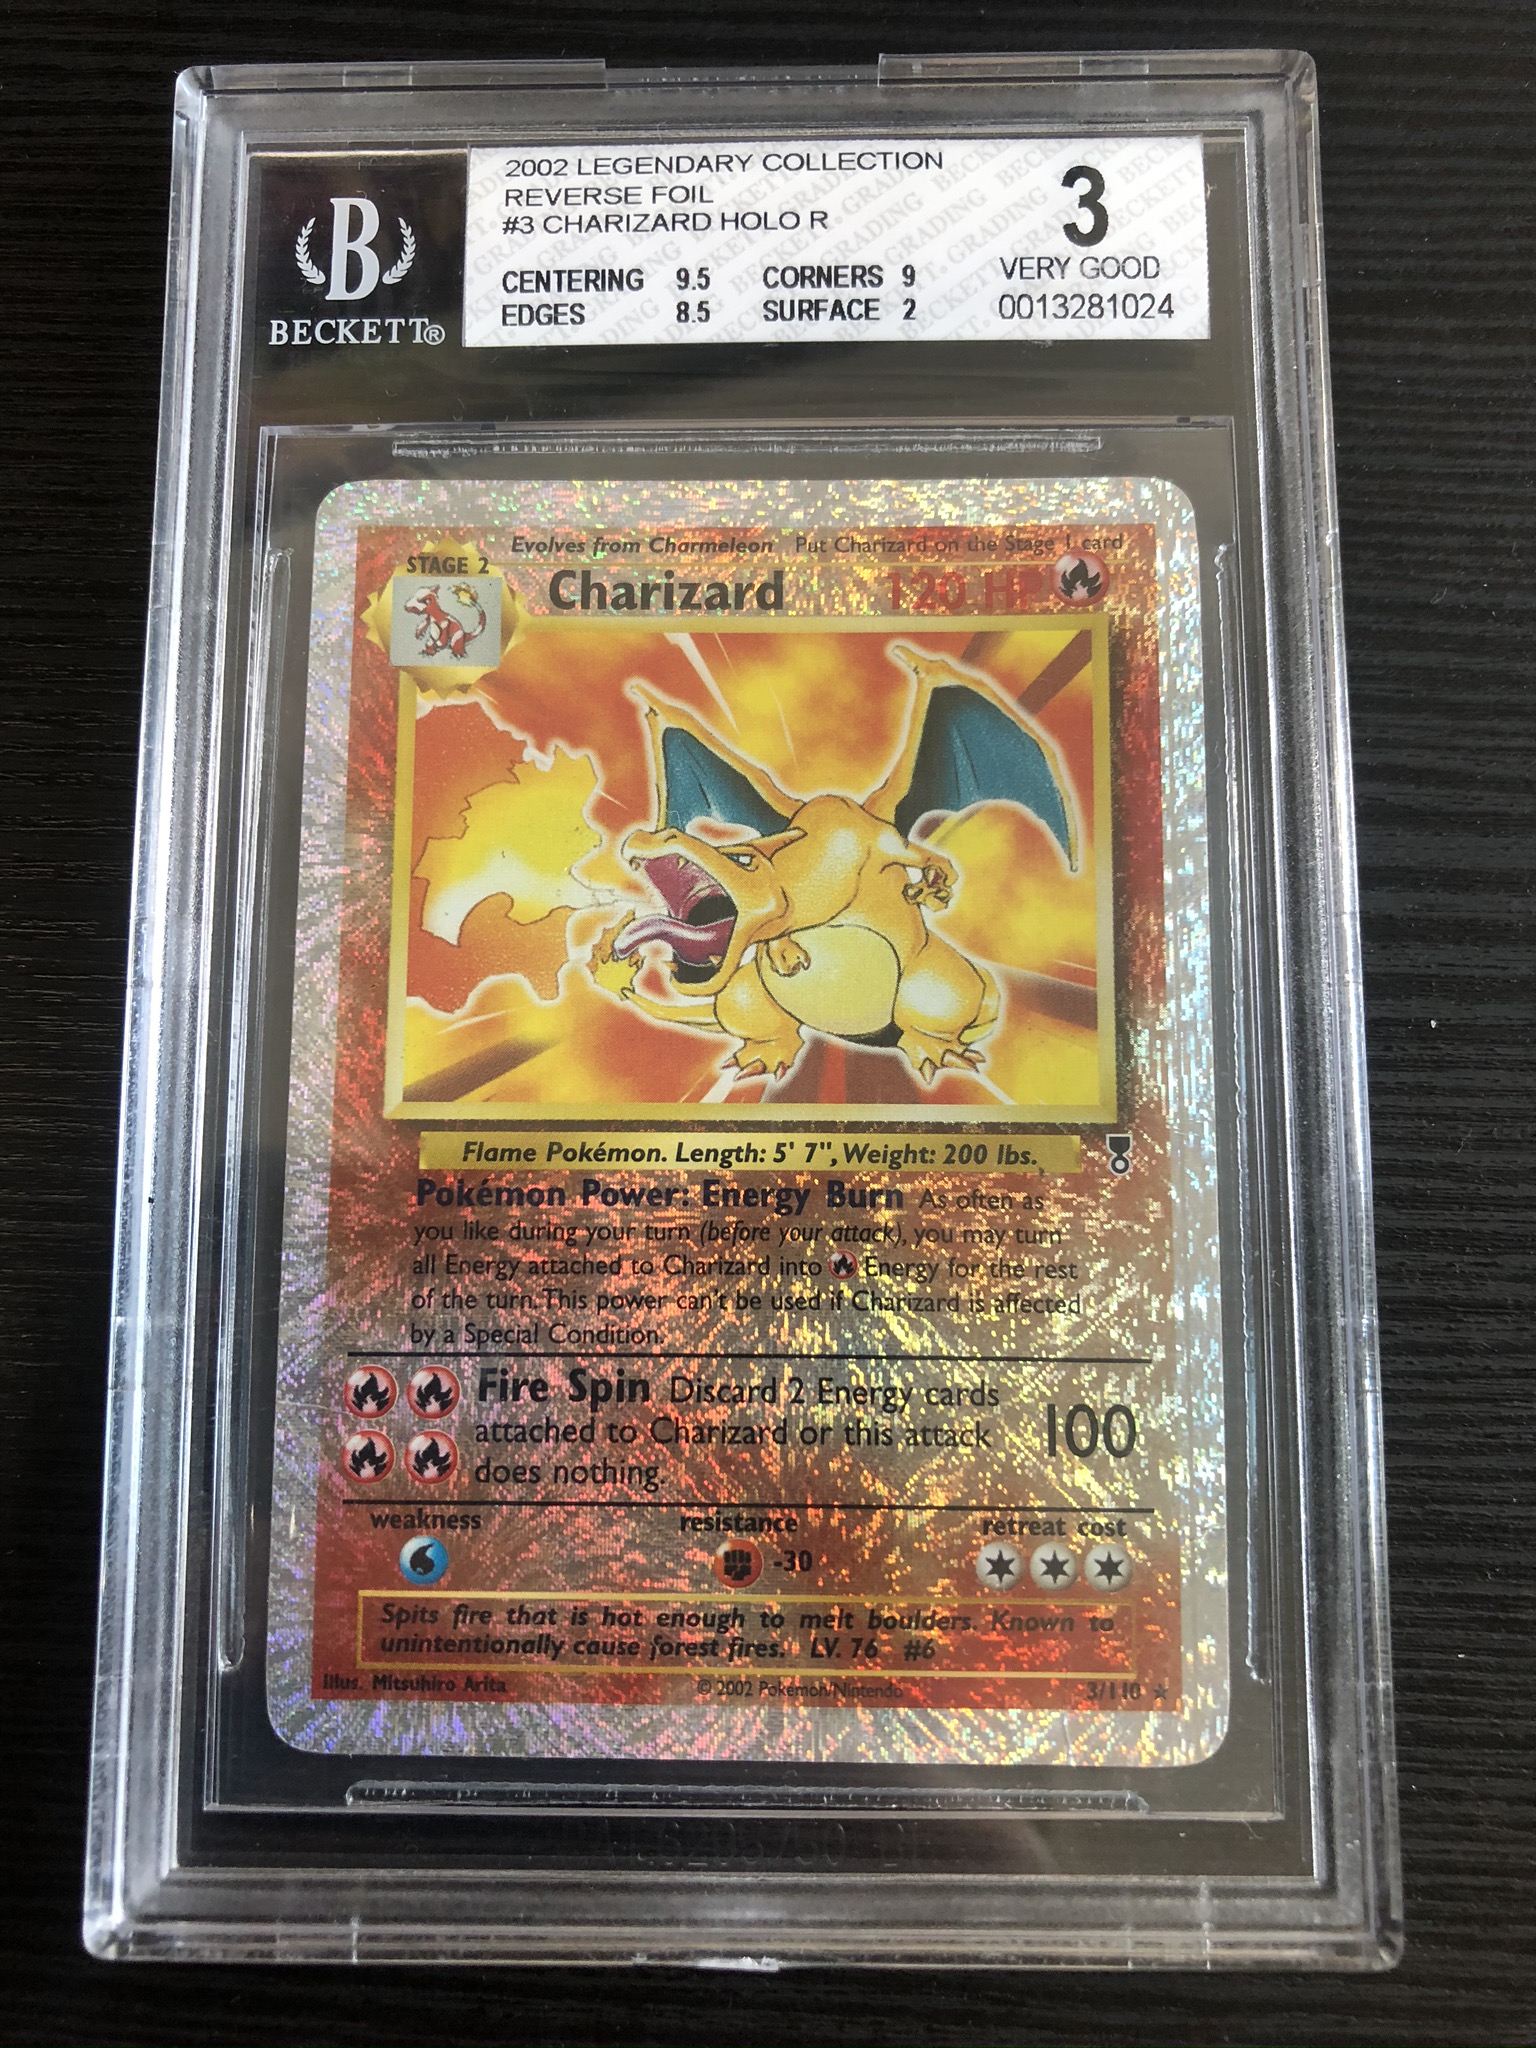 2002 LEGENDARY COLLECTION
REVERSE FOIL
#3 CHARIZARD HOLO R
CENTERING 9.5 CORNERS 9
EDGES 8.5 SURFACE 2
3
VERY GOOD
0013281024
B
BECKETT®
Evolves from Charmeleon Put Charizard on the Stage 1 card
STAGE 2
Charizard 120 HP
Flame Pokémon. Length: 5' 7", Weight: 200 lbs.
Pokémon Power: Energy Burn As often as
you like during your turn (before your attack), you may turn
all Energy attached to Charizard into Energy for the rest
of the turn. This power can't be used if Charizard is affected
by a Special Condition.
Fire Spin Discard 2 Energy cards
attached to Charizard or this attack
does nothing.
100
weakness resistance retreat cost
-30
Spits fire that is hot enough to melt boulders. Known to
unintentionally cause forest fires. LV. 76 #6
Illus. Mitsuhiro Arita © 2002 Pokémon/Nintendo 3/110 ★